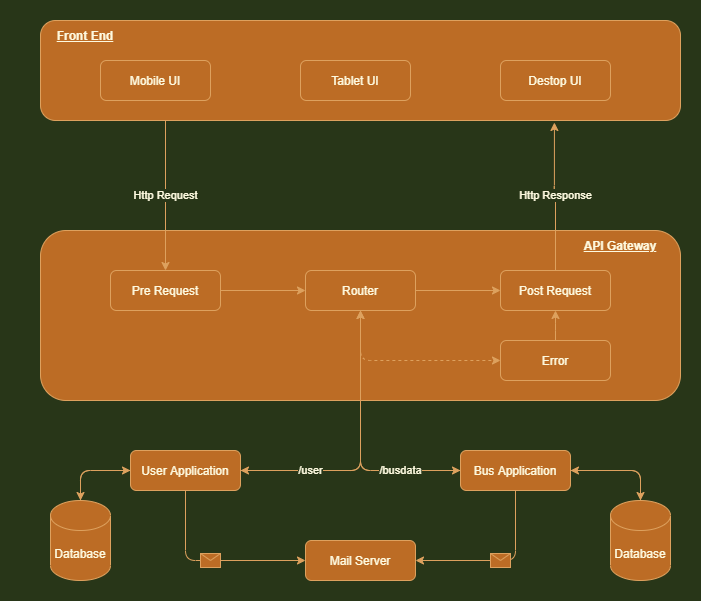 Front End
Mobile UI
Tablet UI
Destop UI
Http Request
Http Response
API Gateway
Pre Request
Router
Post Request
Error
User Application
/user
/busdata
Bus Application
Database
Mail Server
Database